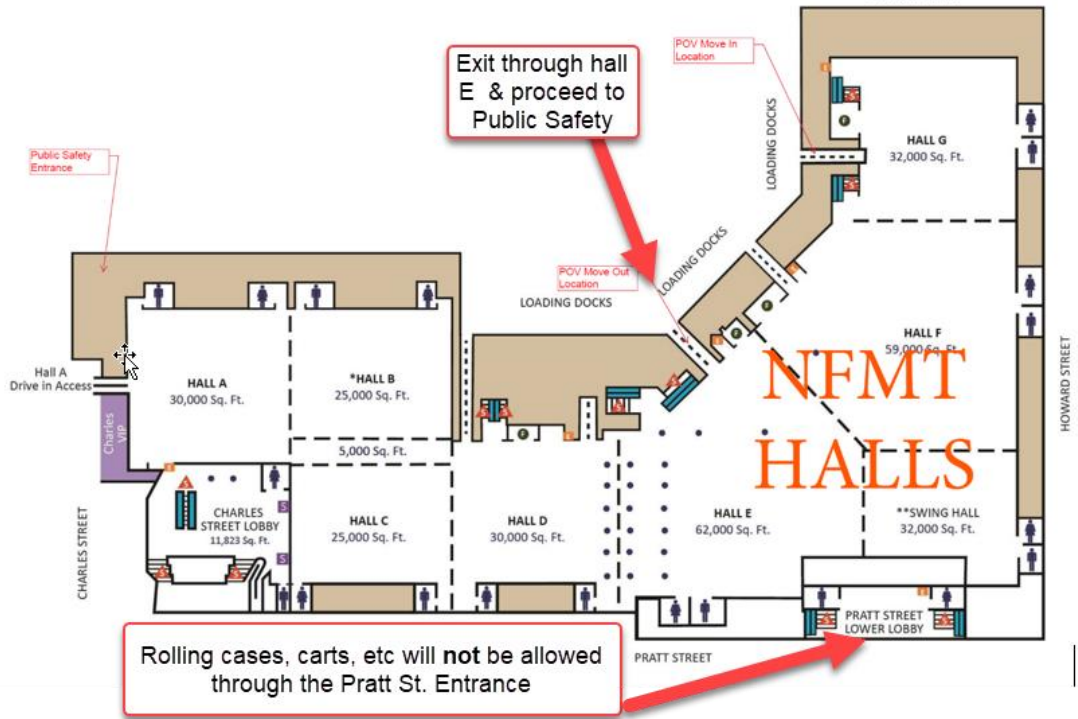 Exit through hall
E & proceed to
Public Safety
POV Move In
Location
Public Safety
Entrance
LOADING DOCKS
HALL G
32,000 Sq. Ft.
LOADING DOCKS
POV Move Out
Location
LOADING DOCKS
HALL F
59,000 Sq. Ft.
NFMT
HALLS
HOWARD STREET
Hall A
Drive in Access
HALL A
30,000 Sq. Ft.
*HALL B
25,000 Sq. Ft.
5,000 Sq. Ft.
Charles
VIP
CHARLES
STREET LOBBY
11,823 Sq. Ft.
HALL C
25,000 Sq. Ft.
HALL D
30,000 Sq. Ft.
HALL E
62,000 Sq. Ft.
**SWING HALL
32,000 Sq. Ft.
CHARLES STREET
PRATT STREET
LOWER LOBBY
PRATT STREET
Rolling cases, carts, etc will not be allowed
through the Pratt St. Entrance